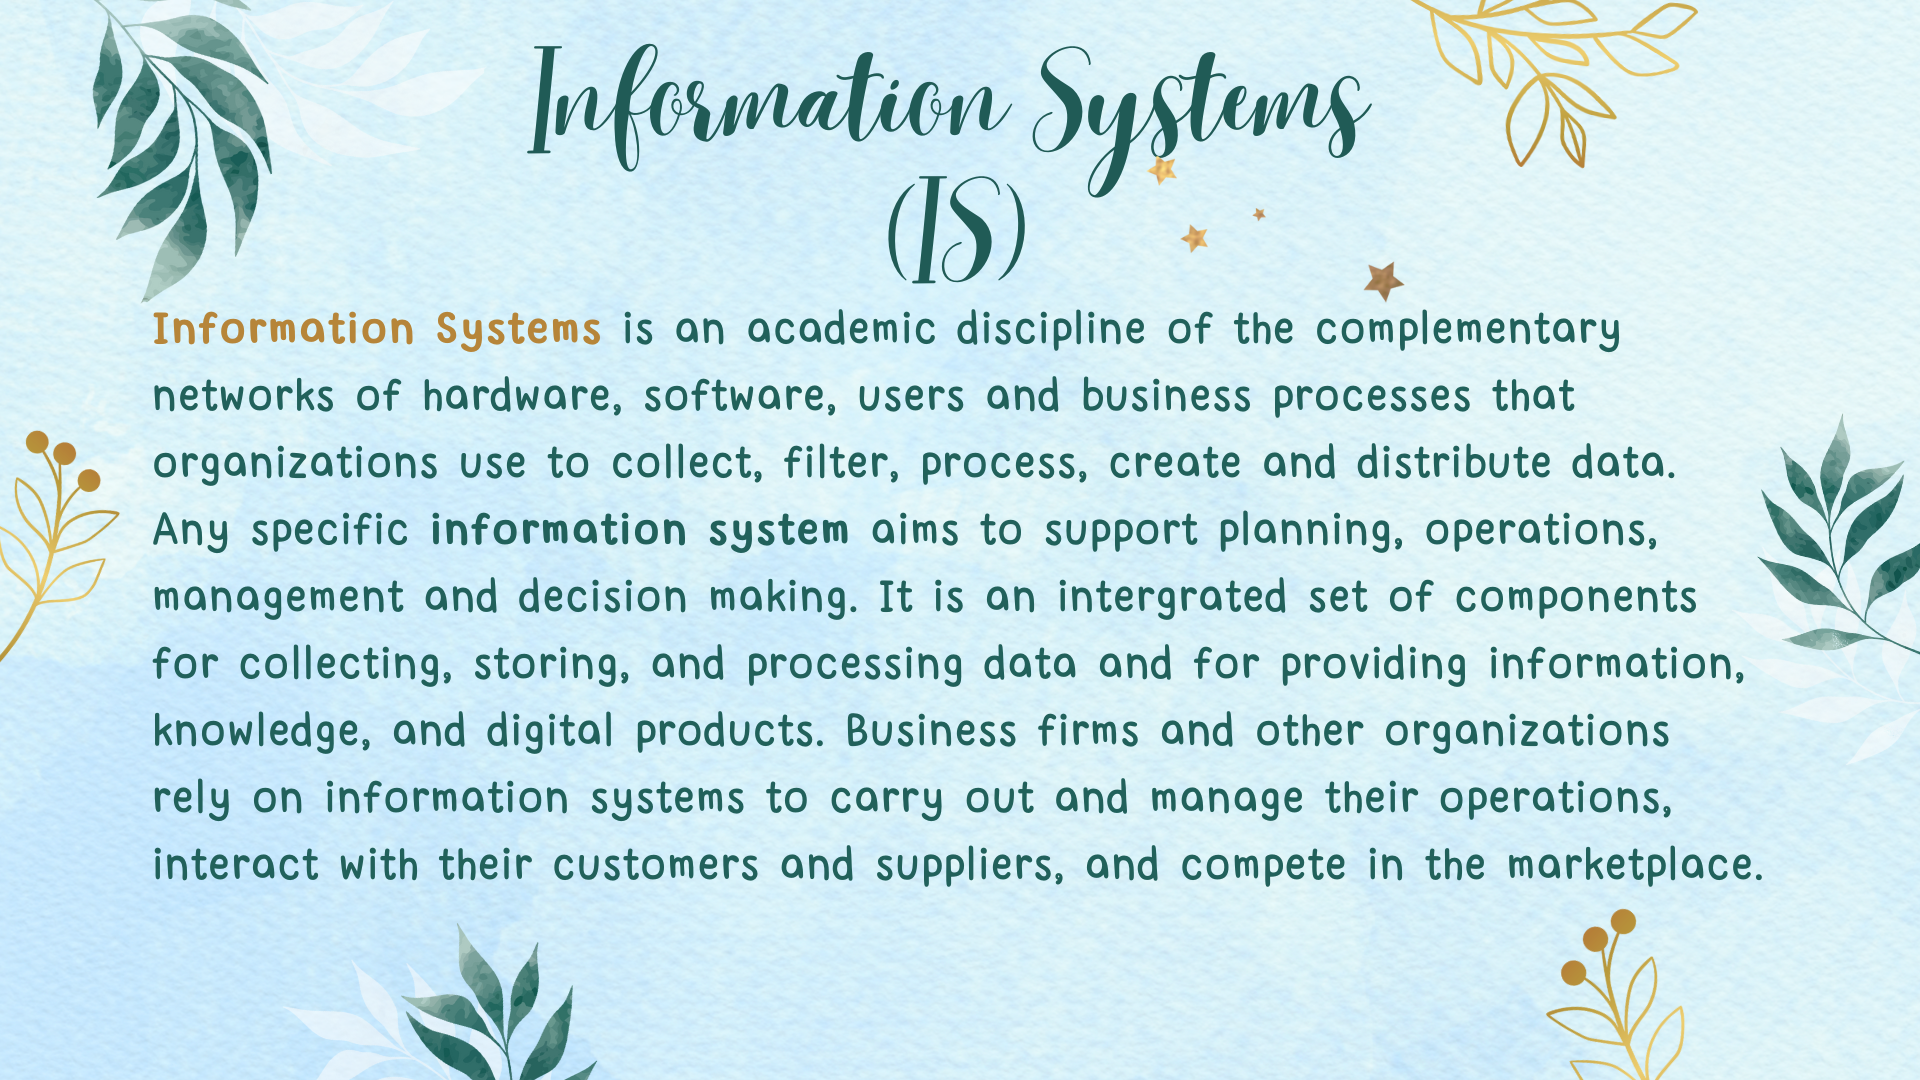 Information Systems
(IS)
Information Systems is an academic discipline of the complementary
networks of hardware, software, users and business processes that
organizations use to collect, filter, process, create and distribute data.
Any specific information system aims to support planning, operations,
management and decision making. It is an intergrated set of components
for collecting, storing, and processing data and for providing information,
knowledge, and digital products. Business firms and other organizations
rely on information systems to carry out and manage their operations,
interact with their customers and suppliers, and compete in the marketplace.